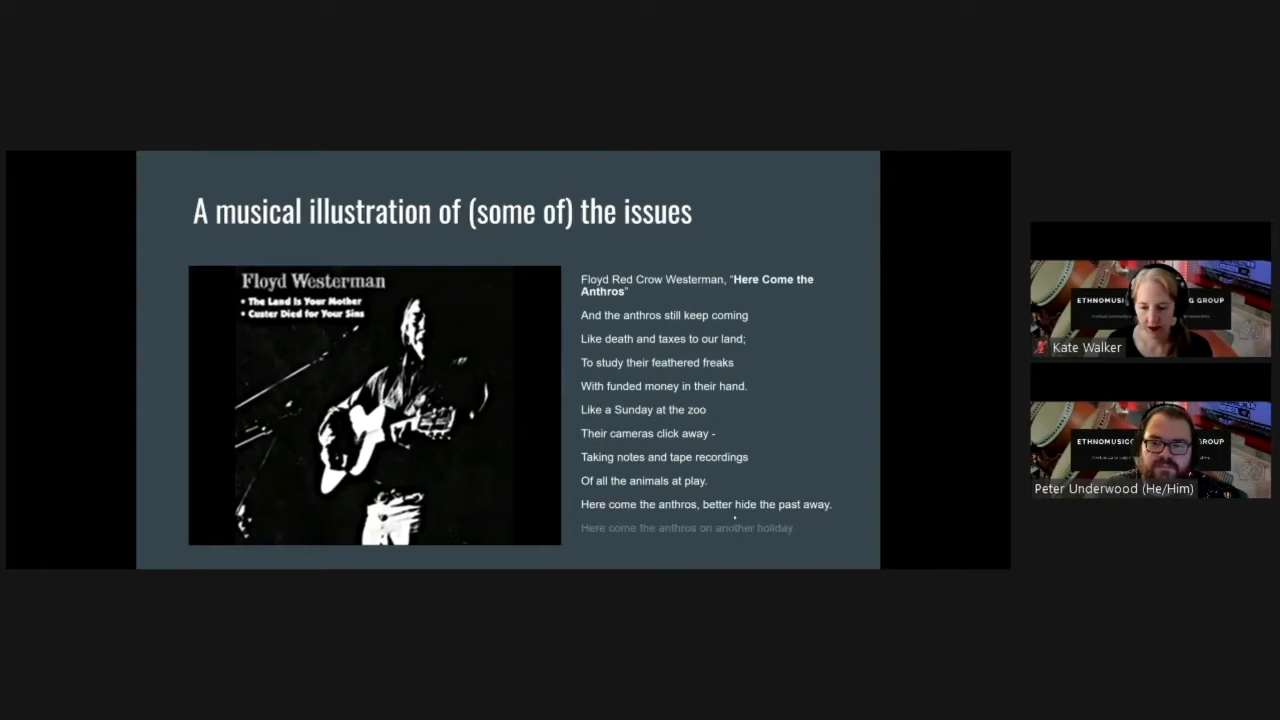 A musical illustration of (some of) the issues
Floyd Westerman
• The Land Is Your Mother
• Custer Died for Your Sins
Floyd Red Crow Westerman, "Here Come the
Anthros"
And the anthros still keep coming
Like death and taxes to our land;
To study their feathered freaks
With funded money in their hand.
Like a Sunday at the zoo
Their cameras click away -
Taking notes and tape recordings
Of all the animals at play.
Here come the anthros, better hide the past away.
Here come the anthros on another holiday
ETHNOMUSI G GROUP
Kate Walker
ETHNOMUSICO GROUP
Peter Underwood (He/Him)